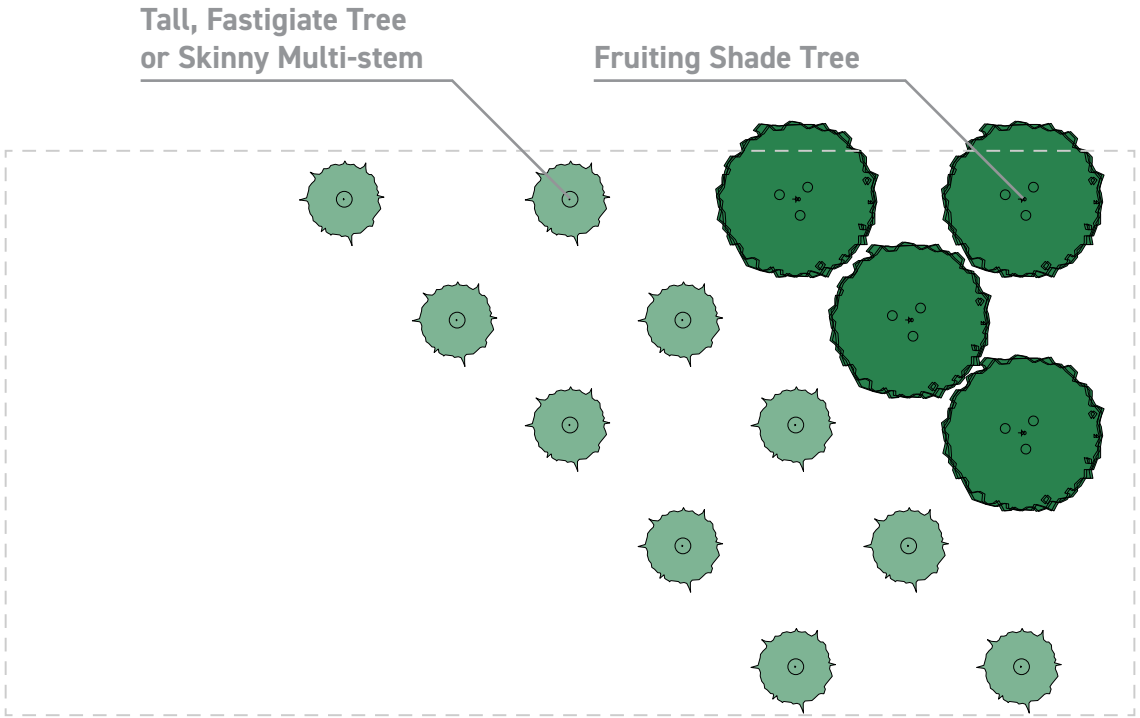 Tall, Fastigiate Tree
or Skinny Multi-stem
Fruiting Shade Tree